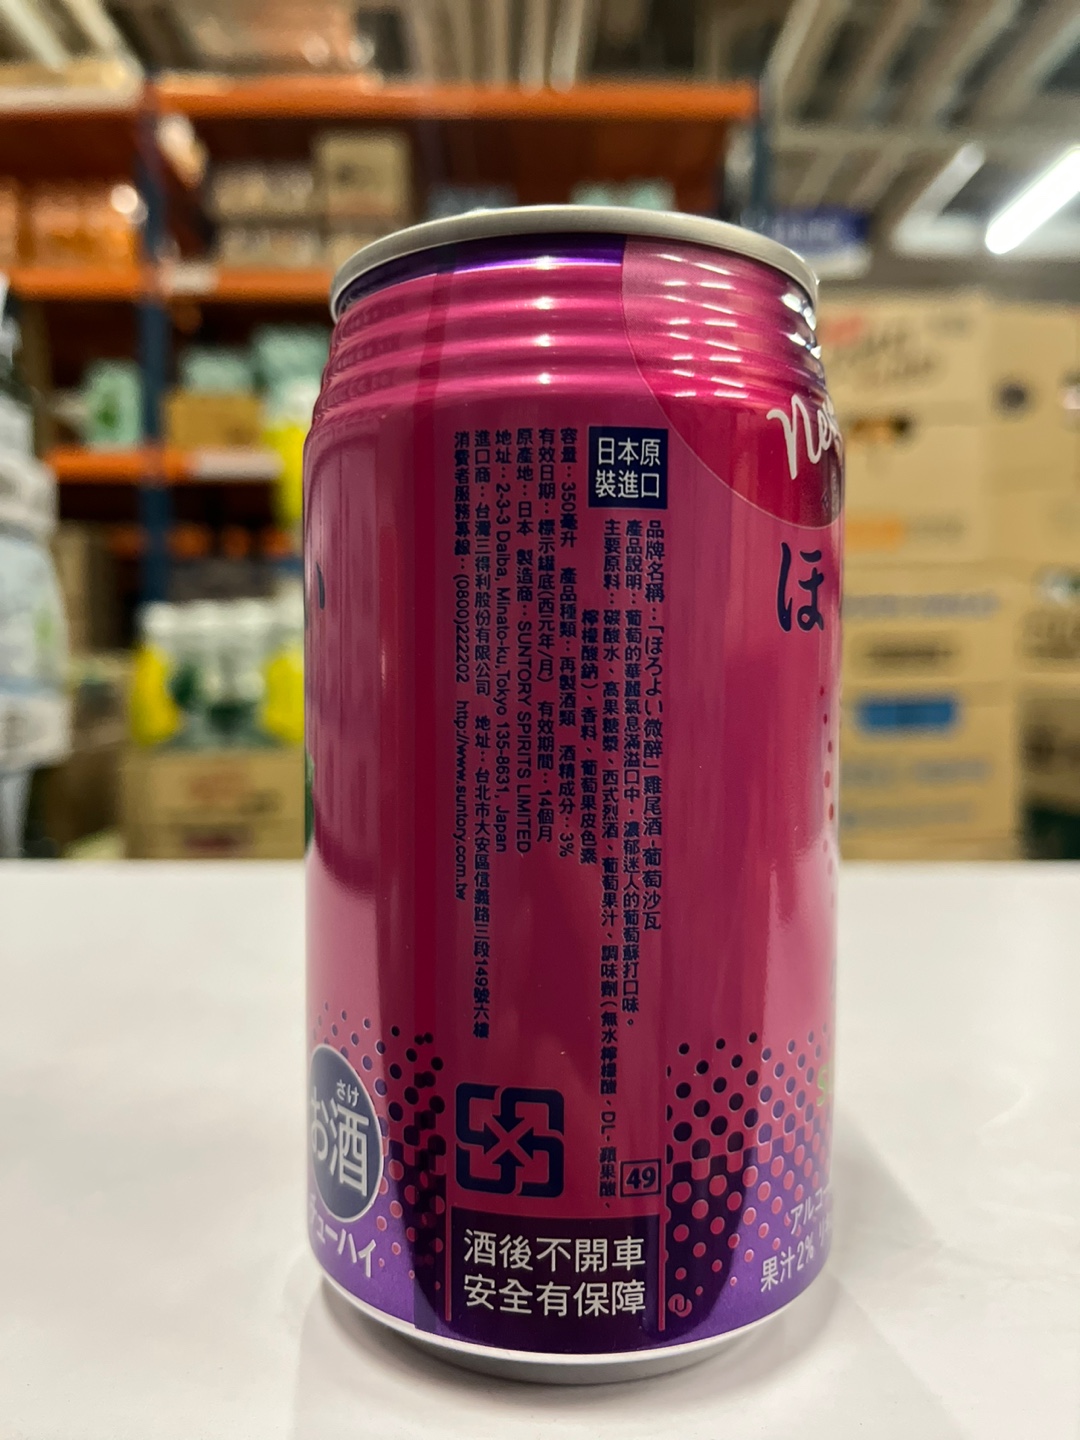 日本原
裝進口
品牌名稱：「ほろよい微醉」雞尾酒-葡萄沙瓦
產品說明：葡萄的華麗氣息滿溢口中，濃郁迷人的葡萄蘇打口味。
主要原料：碳酸水、高果糖漿、西式烈酒、葡萄果汁、調味劑（無水檸檬酸、DL-蘋果酸、
檸檬酸鈉）、香料、葡萄果皮色素
容量：350毫升 產品種類：再製酒類 酒精成分：3%
有效日期：標示罐底(西元年/月) 有效期間：14個月
原產地：日本 製造商：SUNTORY SPIRITS LIMITED
地址：2-3-3 Daiba, Minato-ku, Tokyo 135-8631, Japan
進口商：台灣三得利股份有限公司 地址：台北市大安區信義路三段149號六樓
消費者服務專線：(0800)222202 http://www.suntory.com.tw
49
酒後不開車
安全有保障
さけ
お酒
チューハイ
New
ほ
アルコー
果汁2%